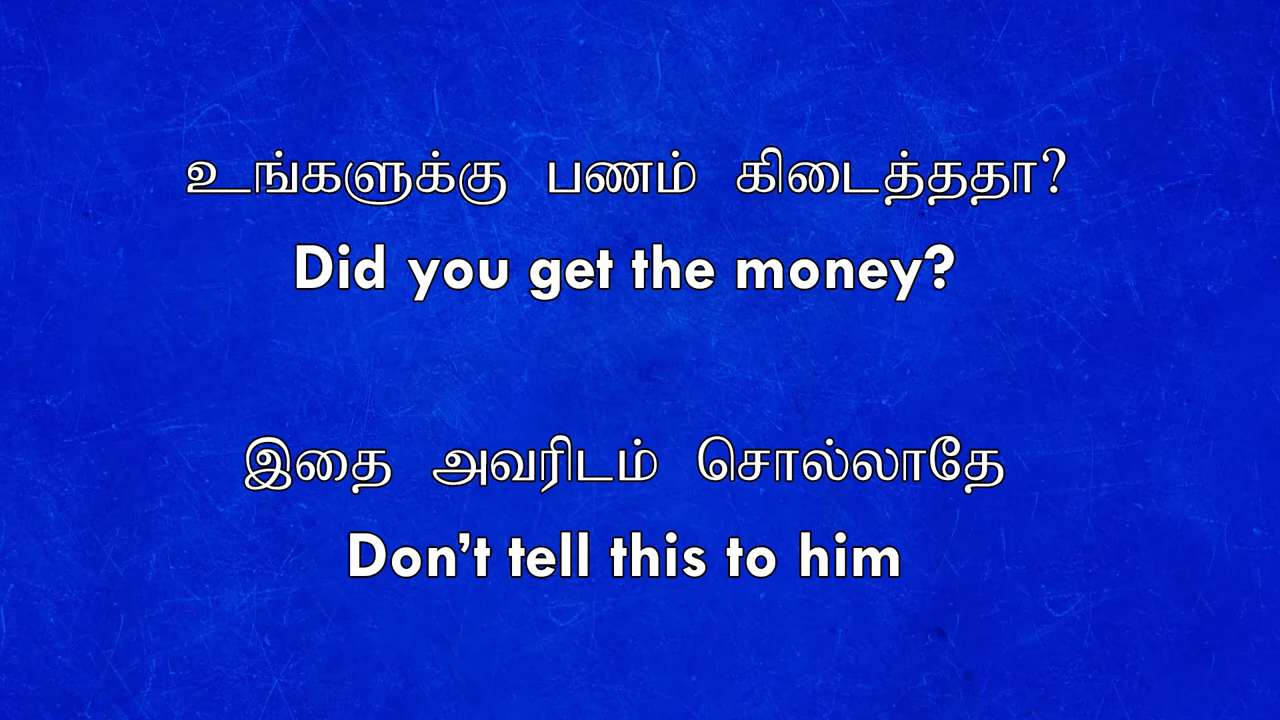 உங்களுக்கு பணம் கிடைத்ததா?
Did you get the money?
இதை அவரிடம் சொல்லாதே
Don’t tell this to him